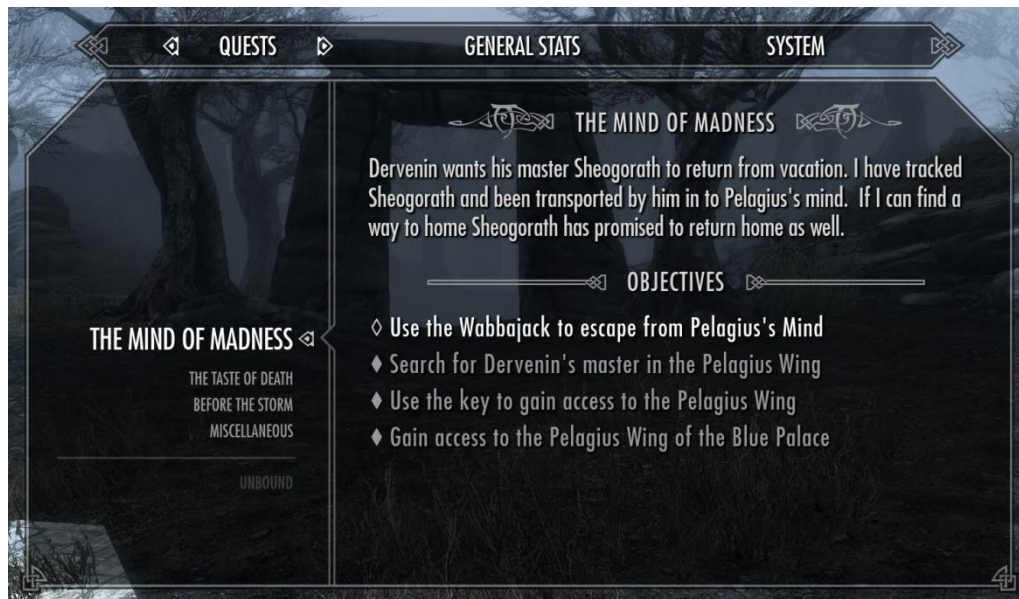 QUESTS GENERAL STATS SYSTEM
THE MIND OF MADNESS
Dervenin wants his master Sheogorath to return from vacation. I have tracked
Sheogorath and been transported by him in to Pelagius's mind. If I can find a
way to home Sheogorath has promised to return home as well.
OBJECTIVES
Use the Wabbajack to escape from Pelagius's Mind
Search for Dervenin's master in the Pelagius Wing
Use the key to gain access to the Pelagius Wing
Gain access to the Pelagius Wing of the Blue Palace
THE MIND OF MADNESS
THE TASTE OF DEATH
BEFORE THE STORM
MISCELLANEOUS
UNBOUND